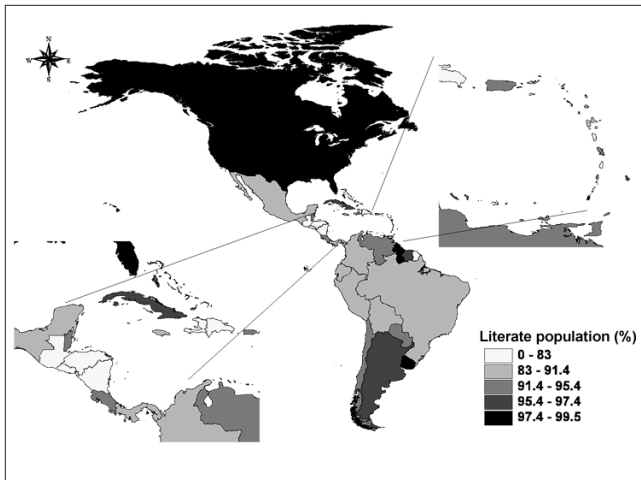 N
W E
S
Literate population (%)
0 - 83
83 - 91.4
91.4 - 95.4
95.4 - 97.4
97.4 - 99.5